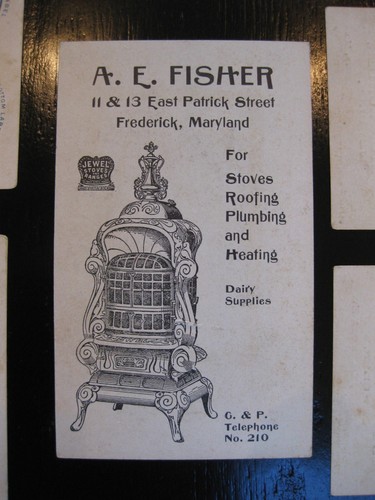 A. E. FISHER
11 & 13 East Patrick Street
Frederick, Maryland
JEWEL
STOVES
RANGES
For
Stoves
Roofing
Plumbing
and
Heating
Dairy
Supplies
C. & P.
Telephone
No. 210